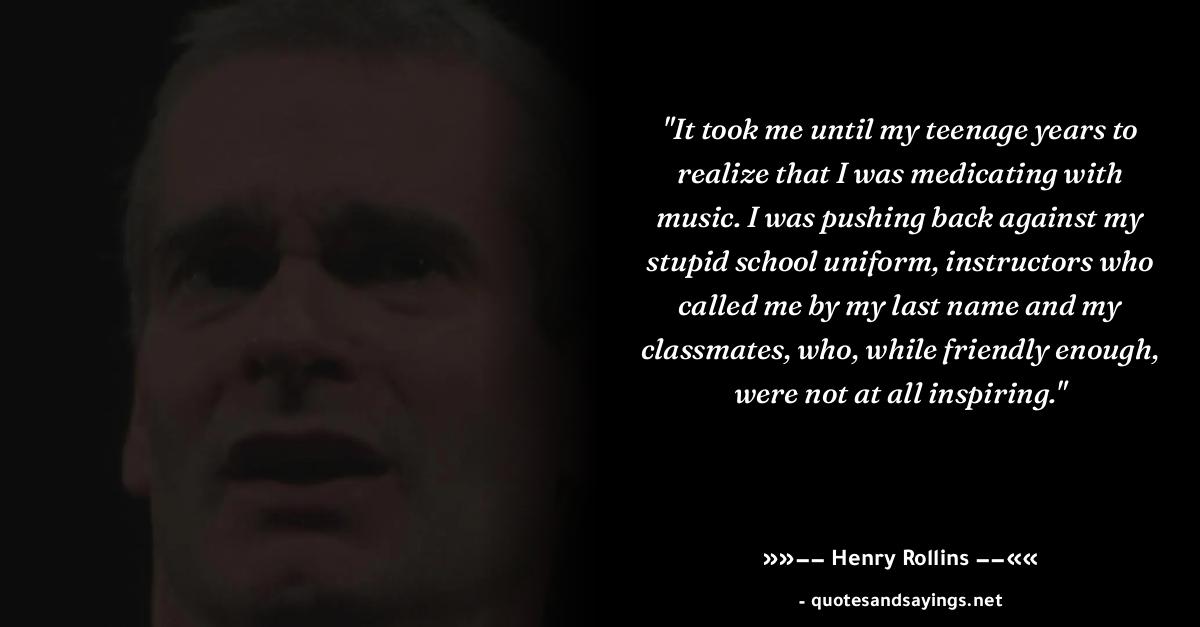 "It took me until my teenage years to
realize that I was medicating with
music. I was pushing back against my
stupid school uniform, instructors who
called me by my last name and my
classmates, who, while friendly enough,
were not at all inspiring."
»»−− Henry Rollins −−««
- quotesandsayings.net